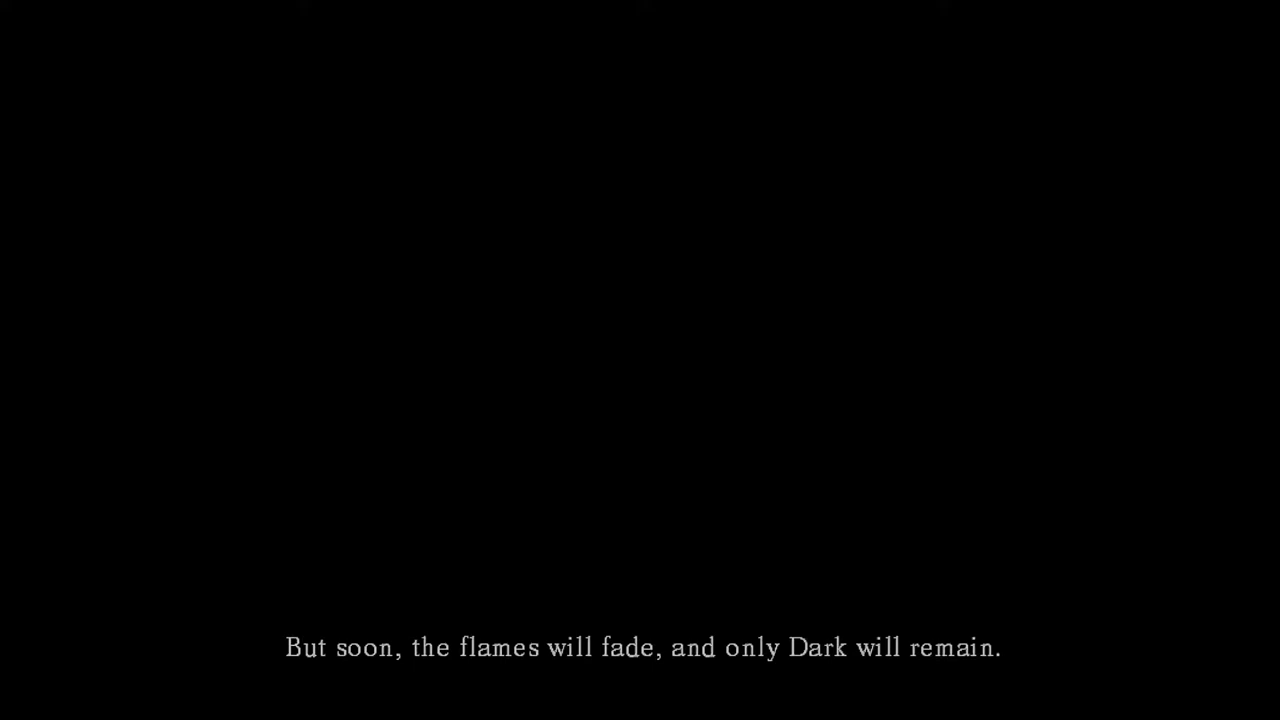 But soon, the flames will fade, and only Dark will remain.